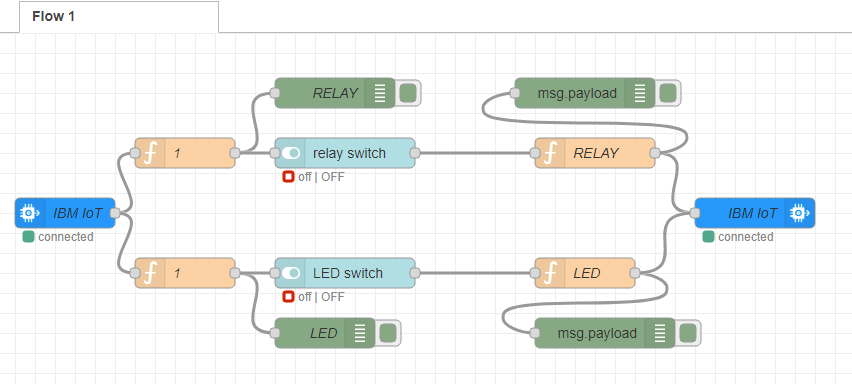 Flow 1
RELAY
msg.payload
1
relay switch
RELAY
off | OFF
IBM IoT
IBM IoT
connected
connected
1
LED switch
LED
off | OFF
LED
msg.payload